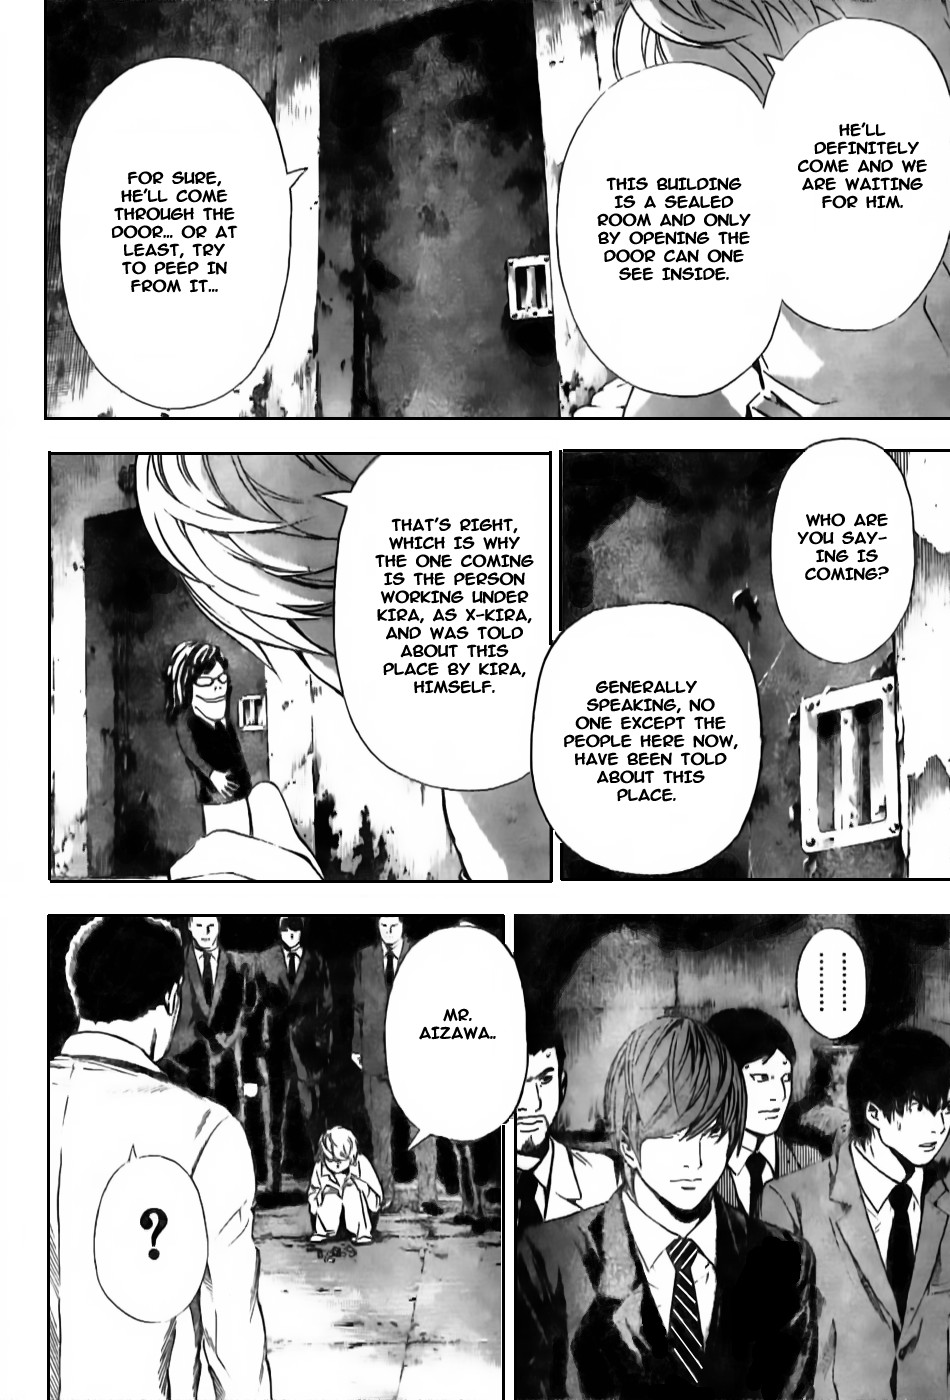 HE'LL
DEFINITELY
COME AND WE
ARE WAITING
FOR HIM.
THIS BUILDING
IS A SEALED
ROOM AND ONLY
BY OPENING THE
DOOR CAN ONE
SEE INSIDE.
FOR SURE,
HE'LL COME
THROUGH THE
DOOR... OR AT
LEAST, TRY
TO PEEP IN
FROM IT...
WHO ARE
YOU SAY-
ING IS
COMING?
GENERALLY
SPEAKING, NO
ONE EXCEPT THE
PEOPLE HERE NOW,
HAVE BEEN TOLD
ABOUT THIS
PLACE.
THAT'S RIGHT,
WHICH IS WHY
THE ONE COMING
IS THE PERSON
WORKING UNDER
KIRA, AS X-KIRA,
AND WAS TOLD
ABOUT THIS
PLACE BY KIRA,
HIMSELF.
.........
MR.
AIZAWA..
?